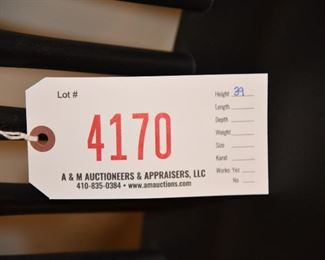 Lot #
4170
A & M AUCTIONEERS & APPRAISERS, LLC
410-835-0384 • www.amauctions.com
Height 39
Length
Depth
Weight
Size
Karat
Works: Yes
No